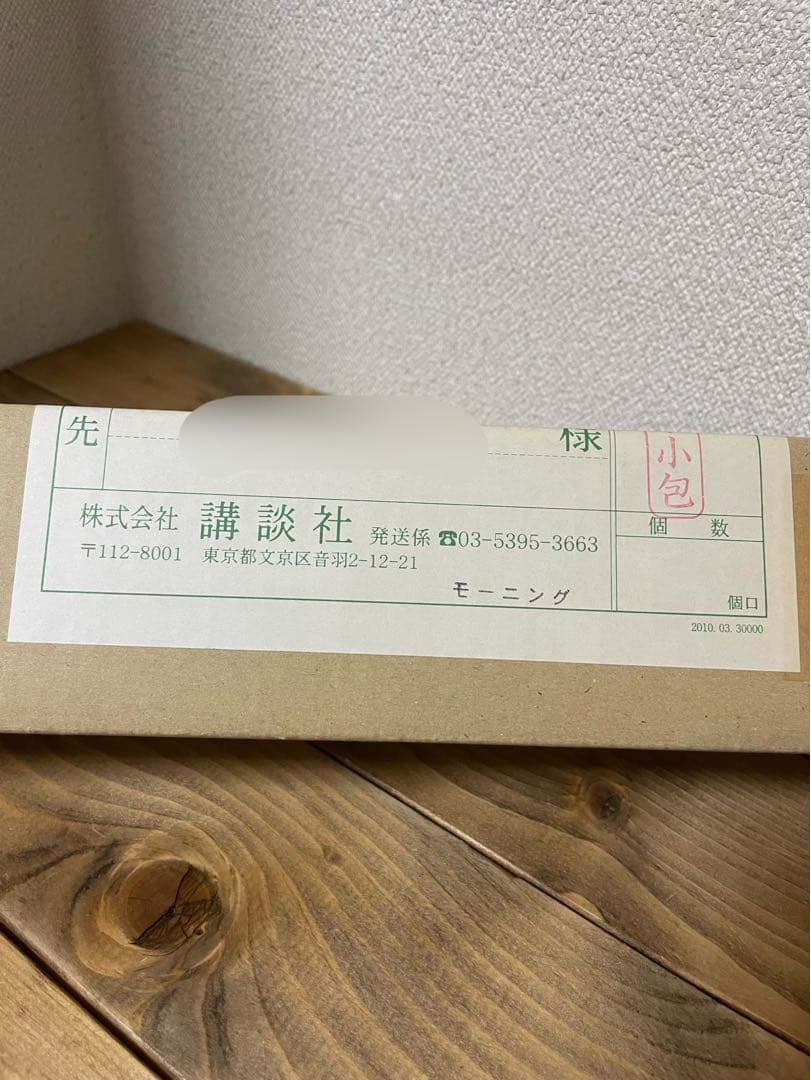 先 様
小包
株式会社 講談社 発送係 ☎03-5395-3663
〒112-8001 東京都文京区音羽2-12-21
モーニング
個数
個口
2010.03.30000